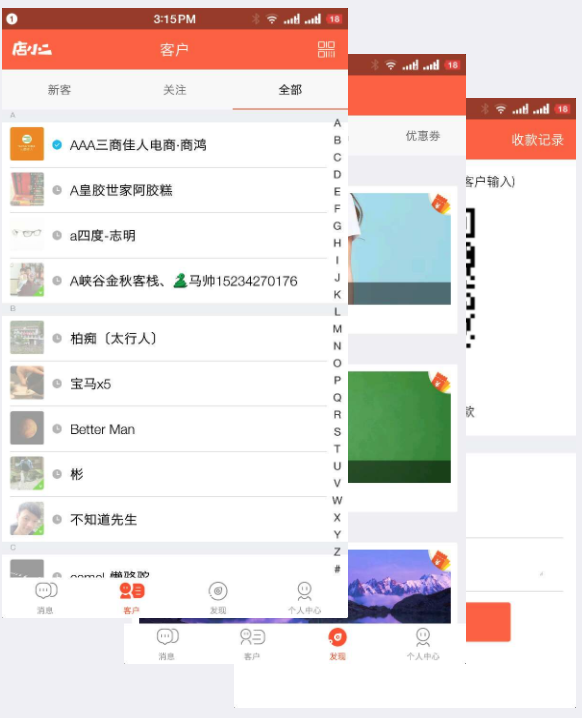 3:15 PM
18
店小二
客户
新客
关注
全部
A
AAA三商佳人电商·商鸿
A皇胶世家阿胶糕
a四度-志明
A峡谷金秋客栈、马帅15234270176
B
柏痴〔太行人〕
宝马x5
Better Man
彬
不知道先生
C
A
B
C
D
E
F
G
H
I
J
K
L
M
N
O
P
Q
R
S
T
U
V
W
X
Y
Z
#
消息
客户
发现
个人中心
18
优惠券
消息
客户
发现
个人中心
18
收款记录
客户输入)
款